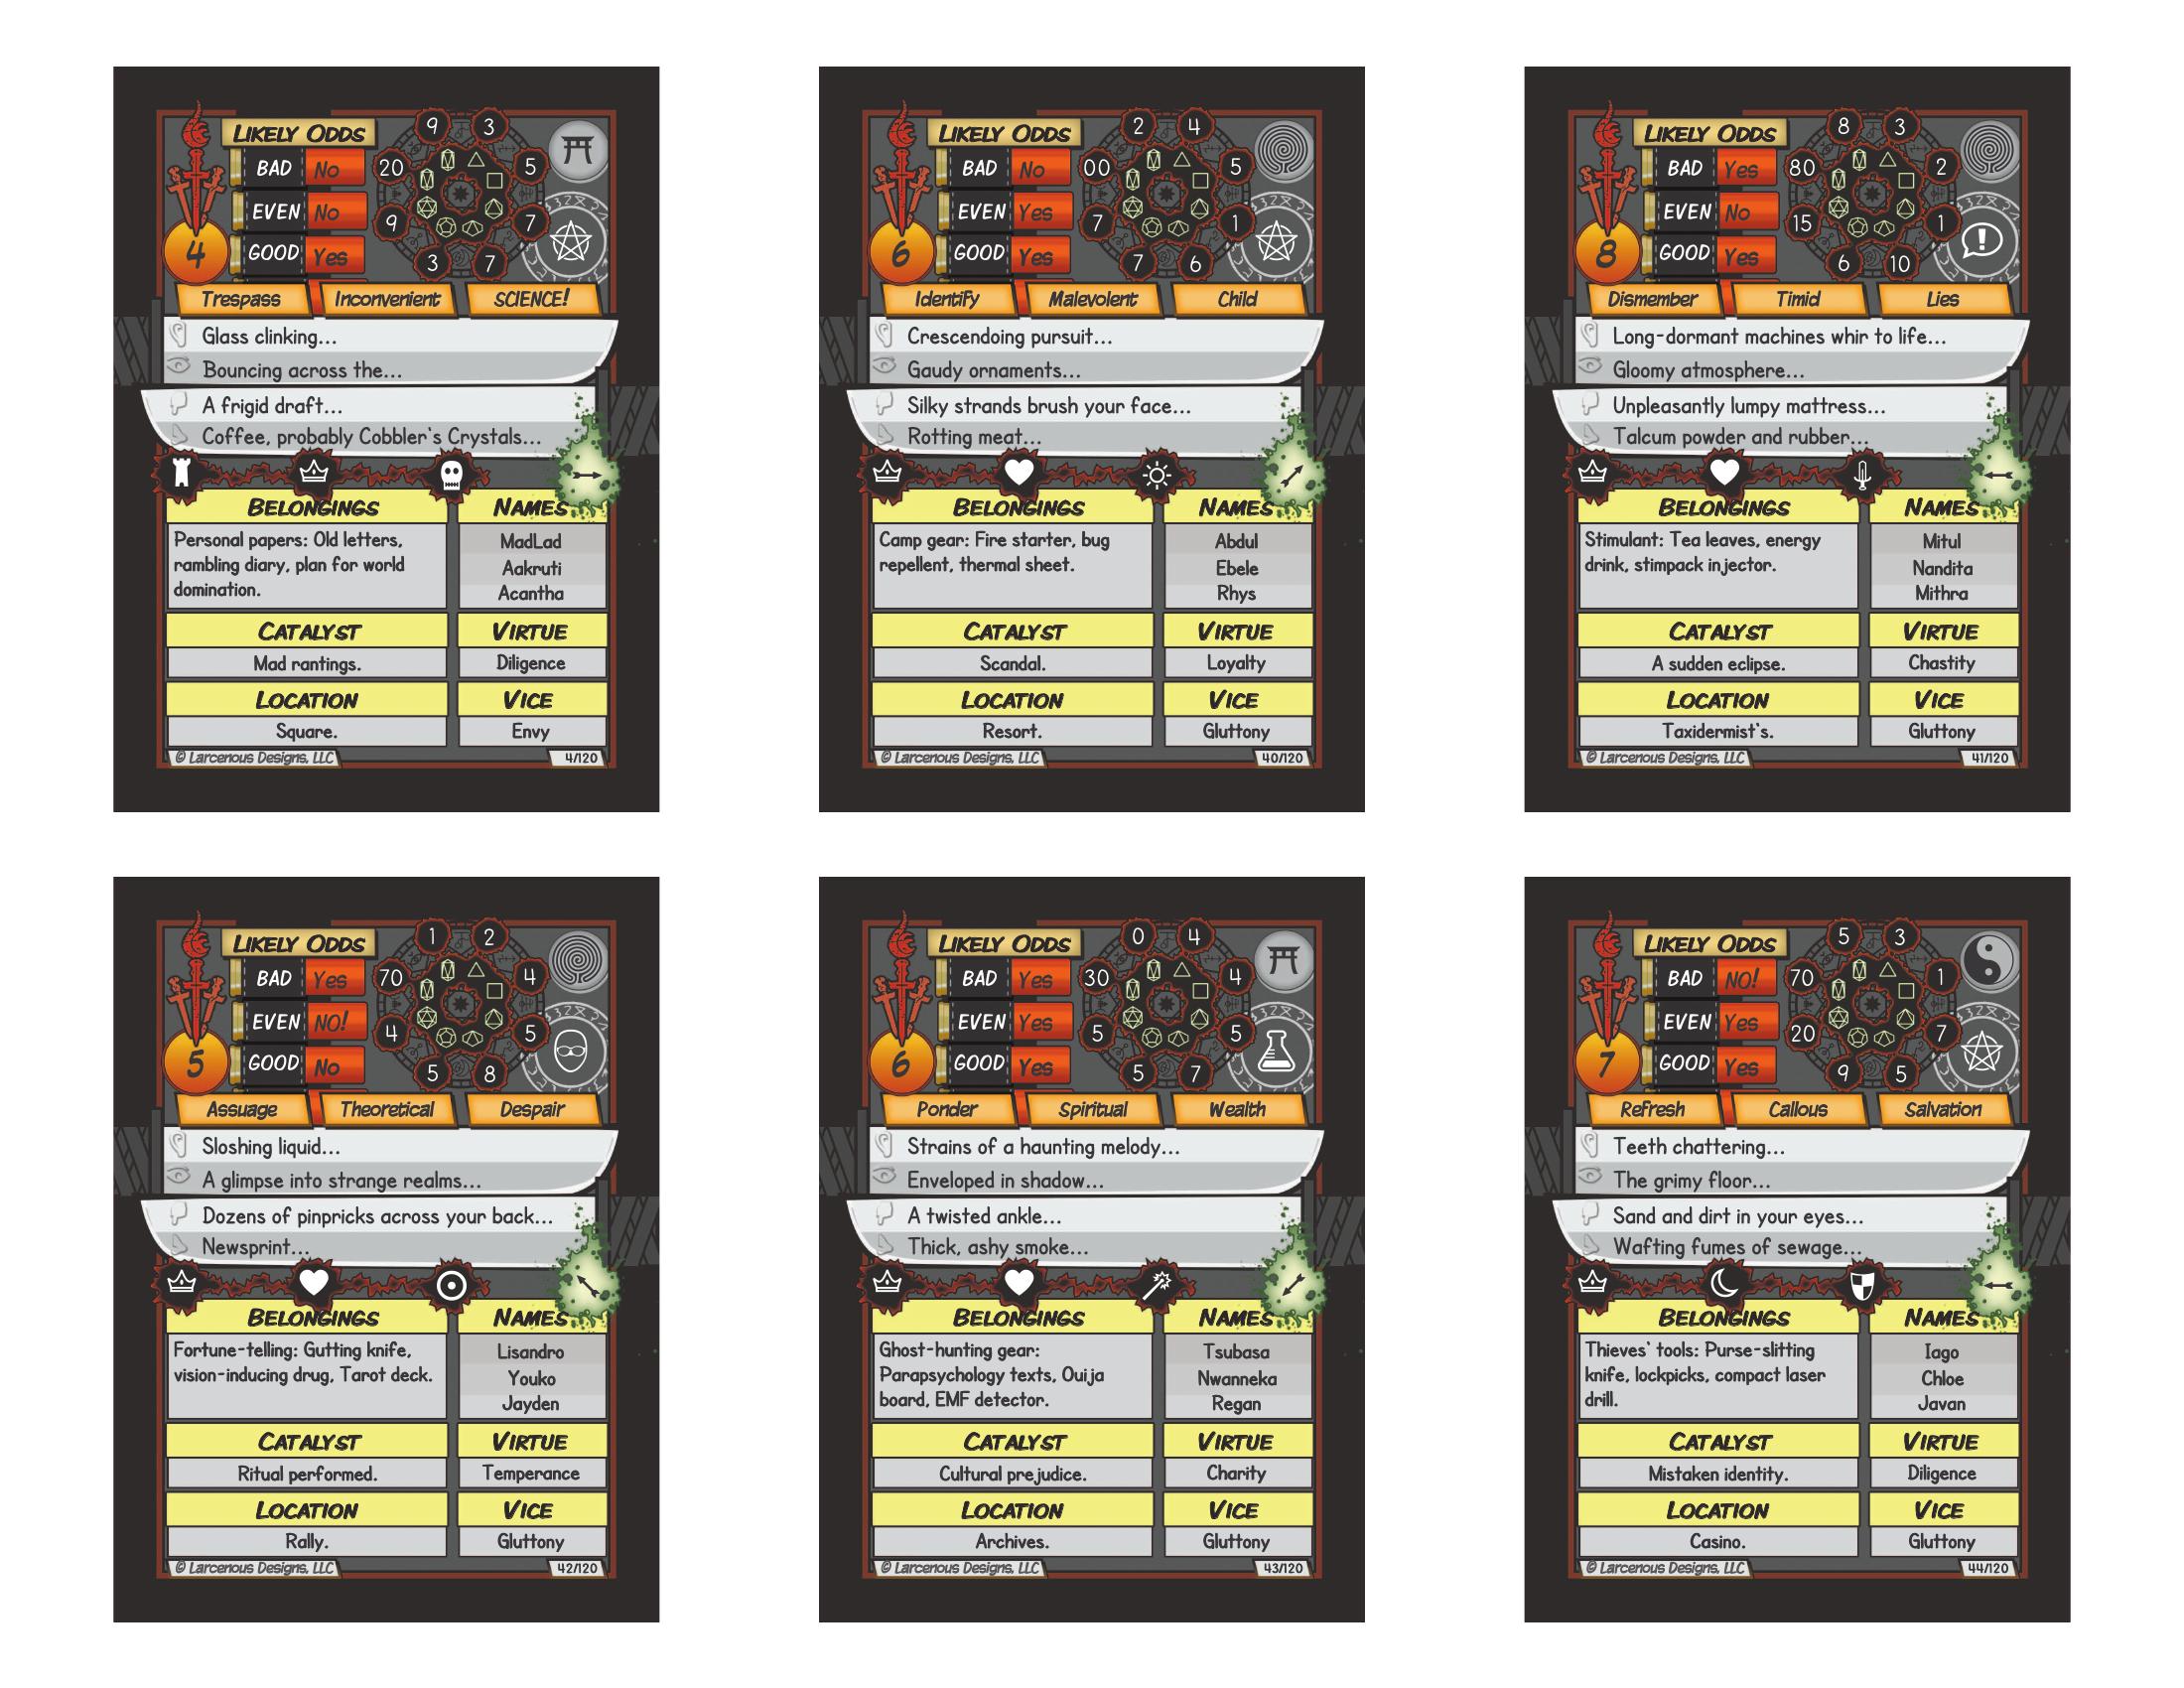 9 3
LIKELY ODDS
BAD No 20 5
EVEN No 9 7
4 GOOD Yes 3 7
Trespass Inconvenient SCIENCE!
Glass clinking...
Bouncing across the...
A frigid draft...
Coffee, probably Cobbler's Crystals...
BELONGINGS NAMES
Personal papers: Old letters,
rambling diary, plan for world
domination.
MadLad
Aakruti
Acantha
CATALYST VIRTUE
Mad rantings. Diligence
LOCATION VICE
Square. Envy
© Larcenous Designs, LLC 4/120
2 4
LIKELY ODDS
BAD No 00 5
EVEN Yes 7 1
6 GOOD Yes 7 6
Identify Malevolent Child
Crescendoing pursuit...
Gaudy ornaments...
Silky strands brush your face...
Rotting meat...
BELONGINGS NAMES
Camp gear: Fire starter, bug
repellent, thermal sheet.
Abdul
Ebele
Rhys
CATALYST VIRTUE
Scandal. Loyalty
LOCATION VICE
Resort. Gluttony
© Larcenous Designs, LLC 40/120
8 3
LIKELY ODDS
BAD Yes 80 2
EVEN No 15 1
8 GOOD Yes 6 10
Dismember Timid Lies
Long-dormant machines whir to life...
Gloomy atmosphere...
Unpleasantly lumpy mattress...
Talcum powder and rubber...
BELONGINGS NAMES
Stimulant: Tea leaves, energy
drink, stimpack injector.
Mitul
Nandita
Mithra
CATALYST VIRTUE
A sudden eclipse. Chastity
LOCATION VICE
Taxidermist's. Gluttony
© Larcenous Designs, LLC 41/120
1 2
LIKELY ODDS
BAD Yes 70 4
EVEN NO! 4 5
5 GOOD No 5 8
Assuage Theoretical Despair
Sloshing liquid...
A glimpse into strange realms...
Dozens of pinpricks across your back...
Newsprint...
BELONGINGS NAMES
Fortune-telling: Gutting knife,
vision-inducing drug, Tarot deck.
Lisandro
Youko
Jayden
CATALYST VIRTUE
Ritual performed. Temperance
LOCATION VICE
Rally. Gluttony
© Larcenous Designs, LLC 42/120
0 4
LIKELY ODDS
BAD Yes 30 4
EVEN Yes 5 5
6 GOOD Yes 5 7
Ponder Spiritual Wealth
Strains of a haunting melody...
Enveloped in shadow...
A twisted ankle...
Thick, ashy smoke...
BELONGINGS NAMES
Ghost-hunting gear:
Parapsychology texts, Ouija
board, EMF detector.
Tsubasa
Nwanneka
Regan
CATALYST VIRTUE
Cultural prejudice. Charity
LOCATION VICE
Archives. Gluttony
© Larcenous Designs, LLC 43/120
5 3
LIKELY ODDS
BAD NO! 70 1
EVEN Yes 20 7
7 GOOD Yes 9 5
Refresh Callous Salvation
Teeth chattering...
The grimy floor...
Sand and dirt in your eyes...
Wafting fumes of sewage...
BELONGINGS NAMES
Thieves' tools: Purse-slitting
knife, lockpicks, compact laser
drill.
Iago
Chloe
Javan
CATALYST VIRTUE
Mistaken identity. Diligence
LOCATION VICE
Casino. Gluttony
© Larcenous Designs, LLC 44/120